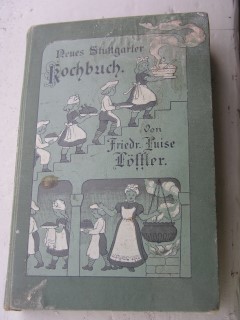 Neues Stuttgarter
Kochbuch.
Von
Friedr. Luise
Löffler.